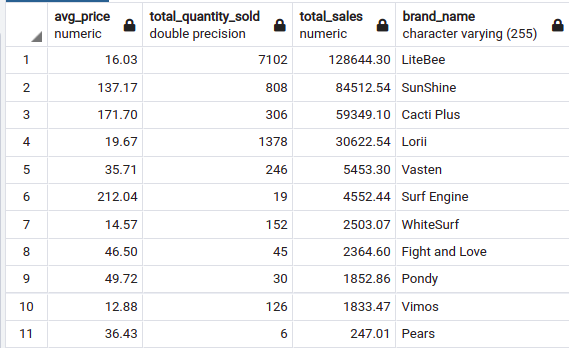 avg_price total_quantity_sold total_sales brand_name
numeric double precision numeric character varying (255)
1 16.03 7102 128644.30 LiteBee
2 137.17 808 84512.54 SunShine
3 171.70 306 59349.10 Cacti Plus
4 19.67 1378 30622.54 Lorii
5 35.71 246 5453.30 Vasten
6 212.04 19 4552.44 Surf Engine
7 14.57 152 2503.07 WhiteSurf
8 46.50 45 2364.60 Fight and Love
9 49.72 30 1852.86 Pondy
10 12.88 126 1833.47 Vimos
11 36.43 6 247.01 Pears